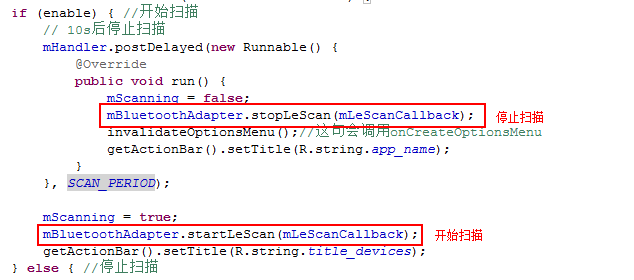 if (enable) { //开始扫描
// 10s后停止扫描
mHandler.postDelayed(new Runnable() {
@Override
public void run() {
mScanning = false;
mBluetoothAdapter.stopLeScan(mLeScanCallback); 停止扫描
invalidateOptionsMenu();//这句会调用onCreateOptionsMenu
getActionBar().setTitle(R.string.app_name);
}
}, SCAN_PERIOD);
mScanning = true;
mBluetoothAdapter.startLeScan(mLeScanCallback); 开始扫描
getActionBar().setTitle(R.string.title_devices);
} else { //停止扫描